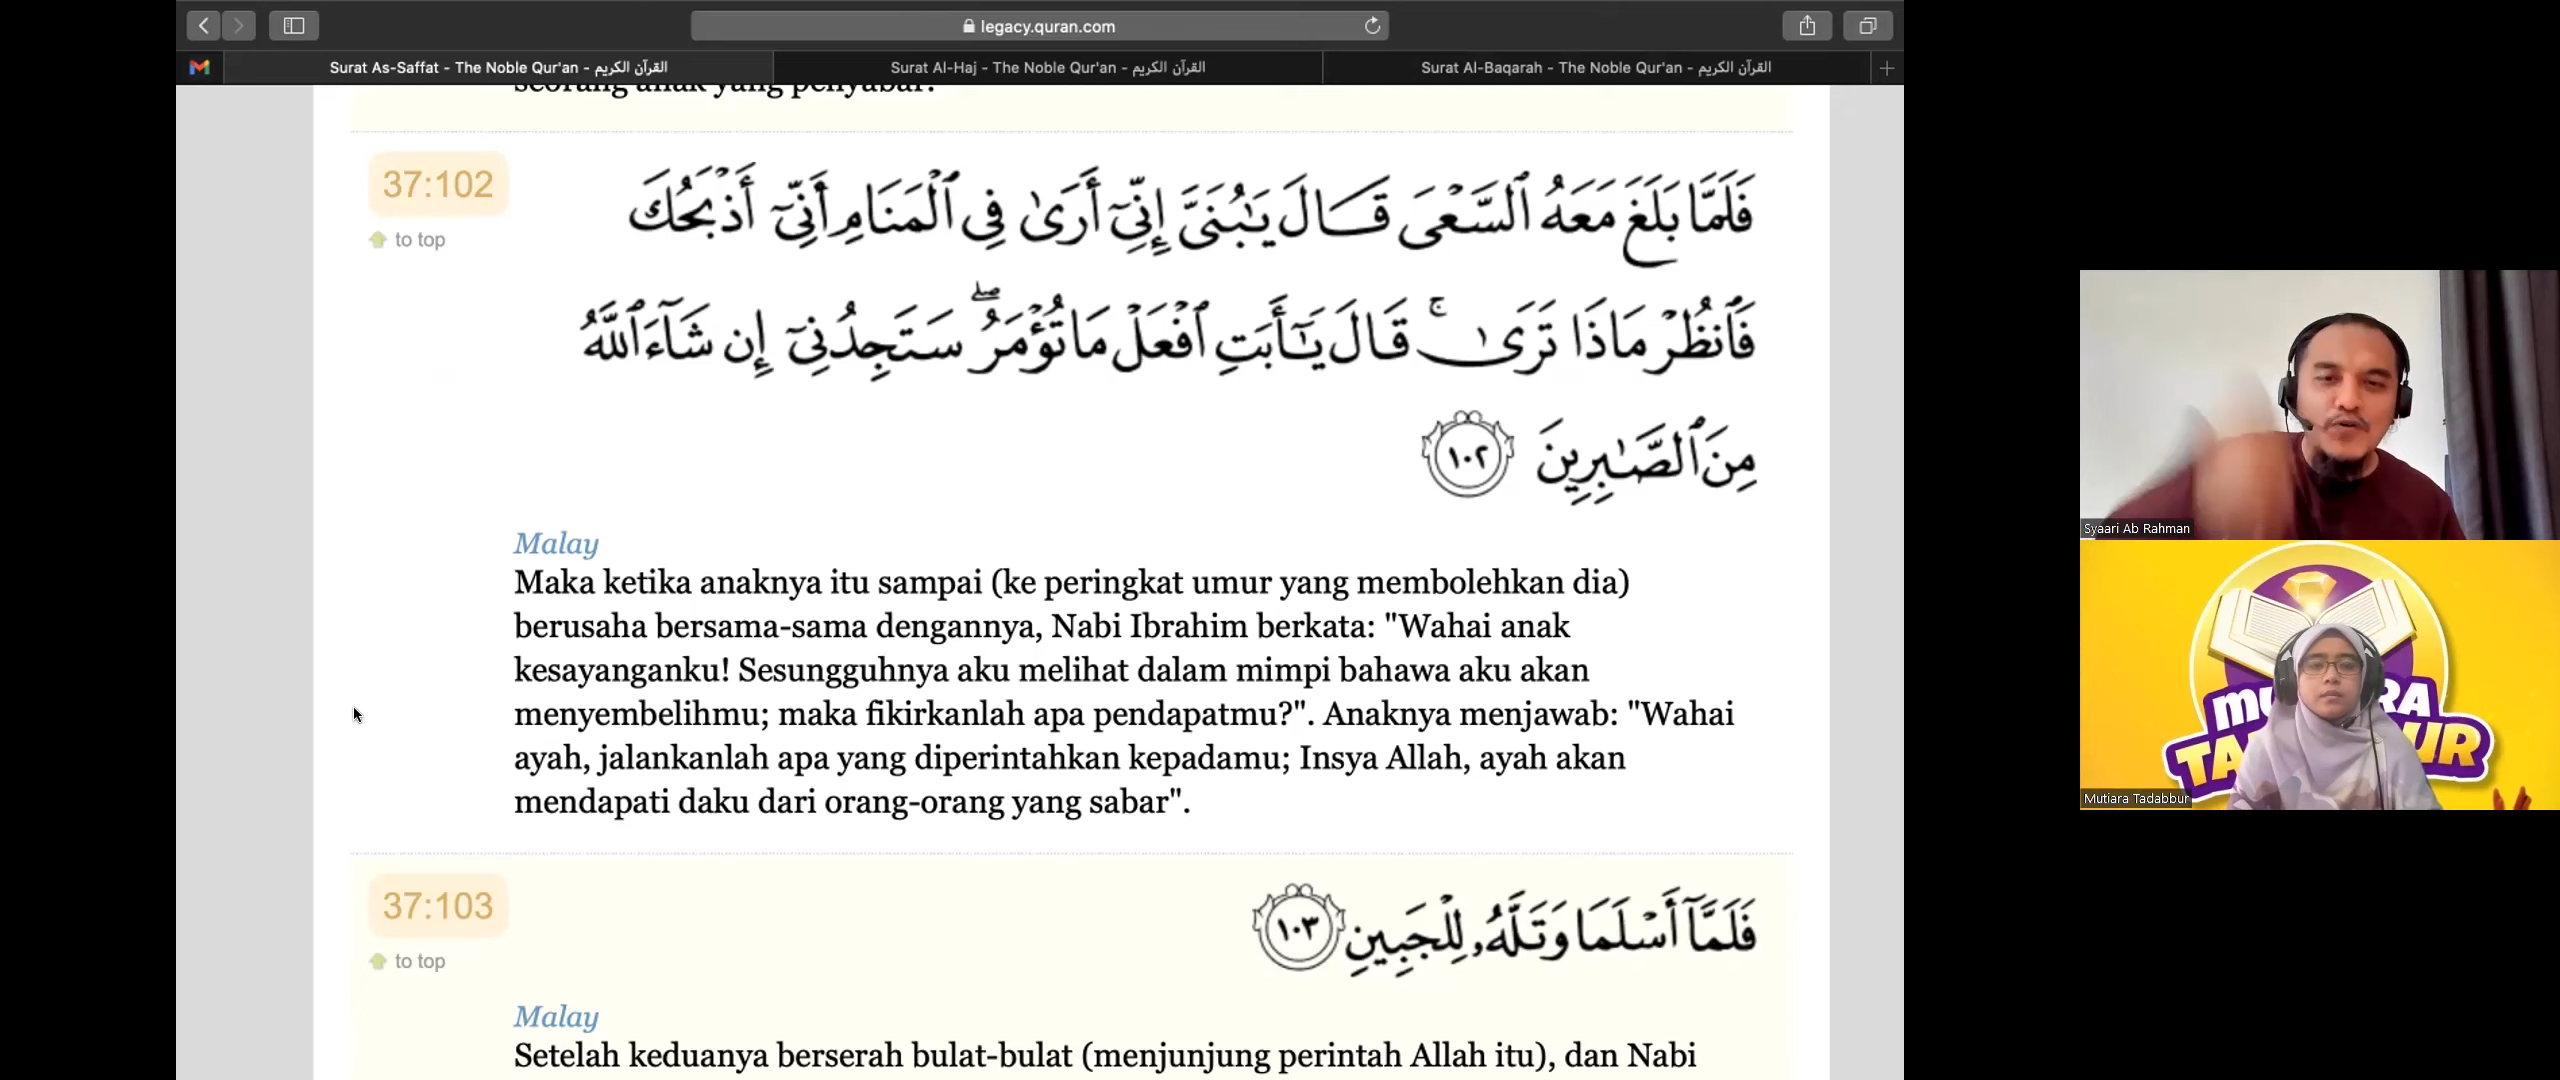 legacy.quran.com
Surat As-Saffat - The Noble Qur'an - القرآن الكريم
Surat Al-Haj - The Noble Qur'an - القرآن الكريم
Surat Al-Baqarah - The Noble Qur'an - القرآن الكريم
seorang anak yang penyabar.
37:102
to top
فَلَمَّا بَلَغَ مَعَهُ ٱلسَّعْىَ قَالَ يَـٰبُنَىَّ إِنِّىٓ أَرَىٰ فِى ٱلْمَنَامِ أَنِّىٓ أَذْبَحُكَ
فَٱنظُرْ مَاذَا تَرَىٰ ۚ قَالَ يَـٰٓأَبَتِ ٱفْعَلْ مَا تُؤْمَرُ ۖ سَتَجِدُنِىٓ إِن شَآءَ ٱللَّهُ
مِنَ ٱلصَّـٰبِرِينَ ١٠٢
Malay
Maka ketika anaknya itu sampai (ke peringkat umur yang membolehkan dia)
berusaha bersama-sama dengannya, Nabi Ibrahim berkata: "Wahai anak
kesayanganku! Sesungguhnya aku melihat dalam mimpi bahawa aku akan
menyembelihmu; maka fikirkanlah apa pendapatmu?". Anaknya menjawab: "Wahai
ayah, jalankanlah apa yang diperintahkan kepadamu; Insya Allah, ayah akan
mendapati daku dari orang-orang yang sabar".
37:103
to top
فَلَمَّآ أَسْلَمَا وَتَلَّهُۥ لِلْجَبِينِ ١٠٣
Malay
Setelah keduanya berserah bulat-bulat (menjunjung perintah Allah itu), dan Nabi
Syaari Ab Rahman
Mutiara Tadabbur